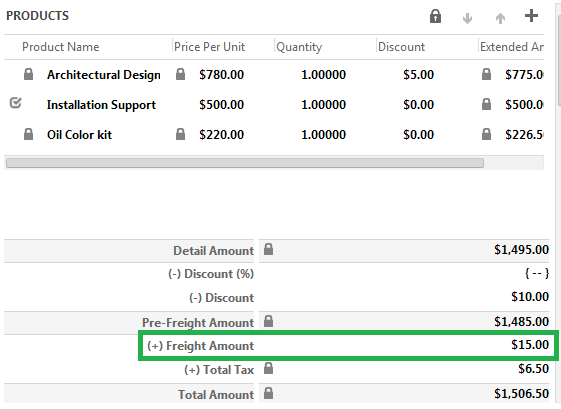 PRODUCTS
Product Name Price Per Unit Quantity Discount Extended An
Architectural Design $780.00 1.00000 $5.00 $775.0
Installation Support $500.00 1.00000 $0.00 $500.0
Oil Color kit $220.00 1.00000 $0.00 $226.50
Detail Amount $1,495.00
(-) Discount (%) { -- }
(-) Discount $10.00
Pre-Freight Amount $1,485.00
(+) Freight Amount $15.00
(+) Total Tax $6.50
Total Amount $1,506.50